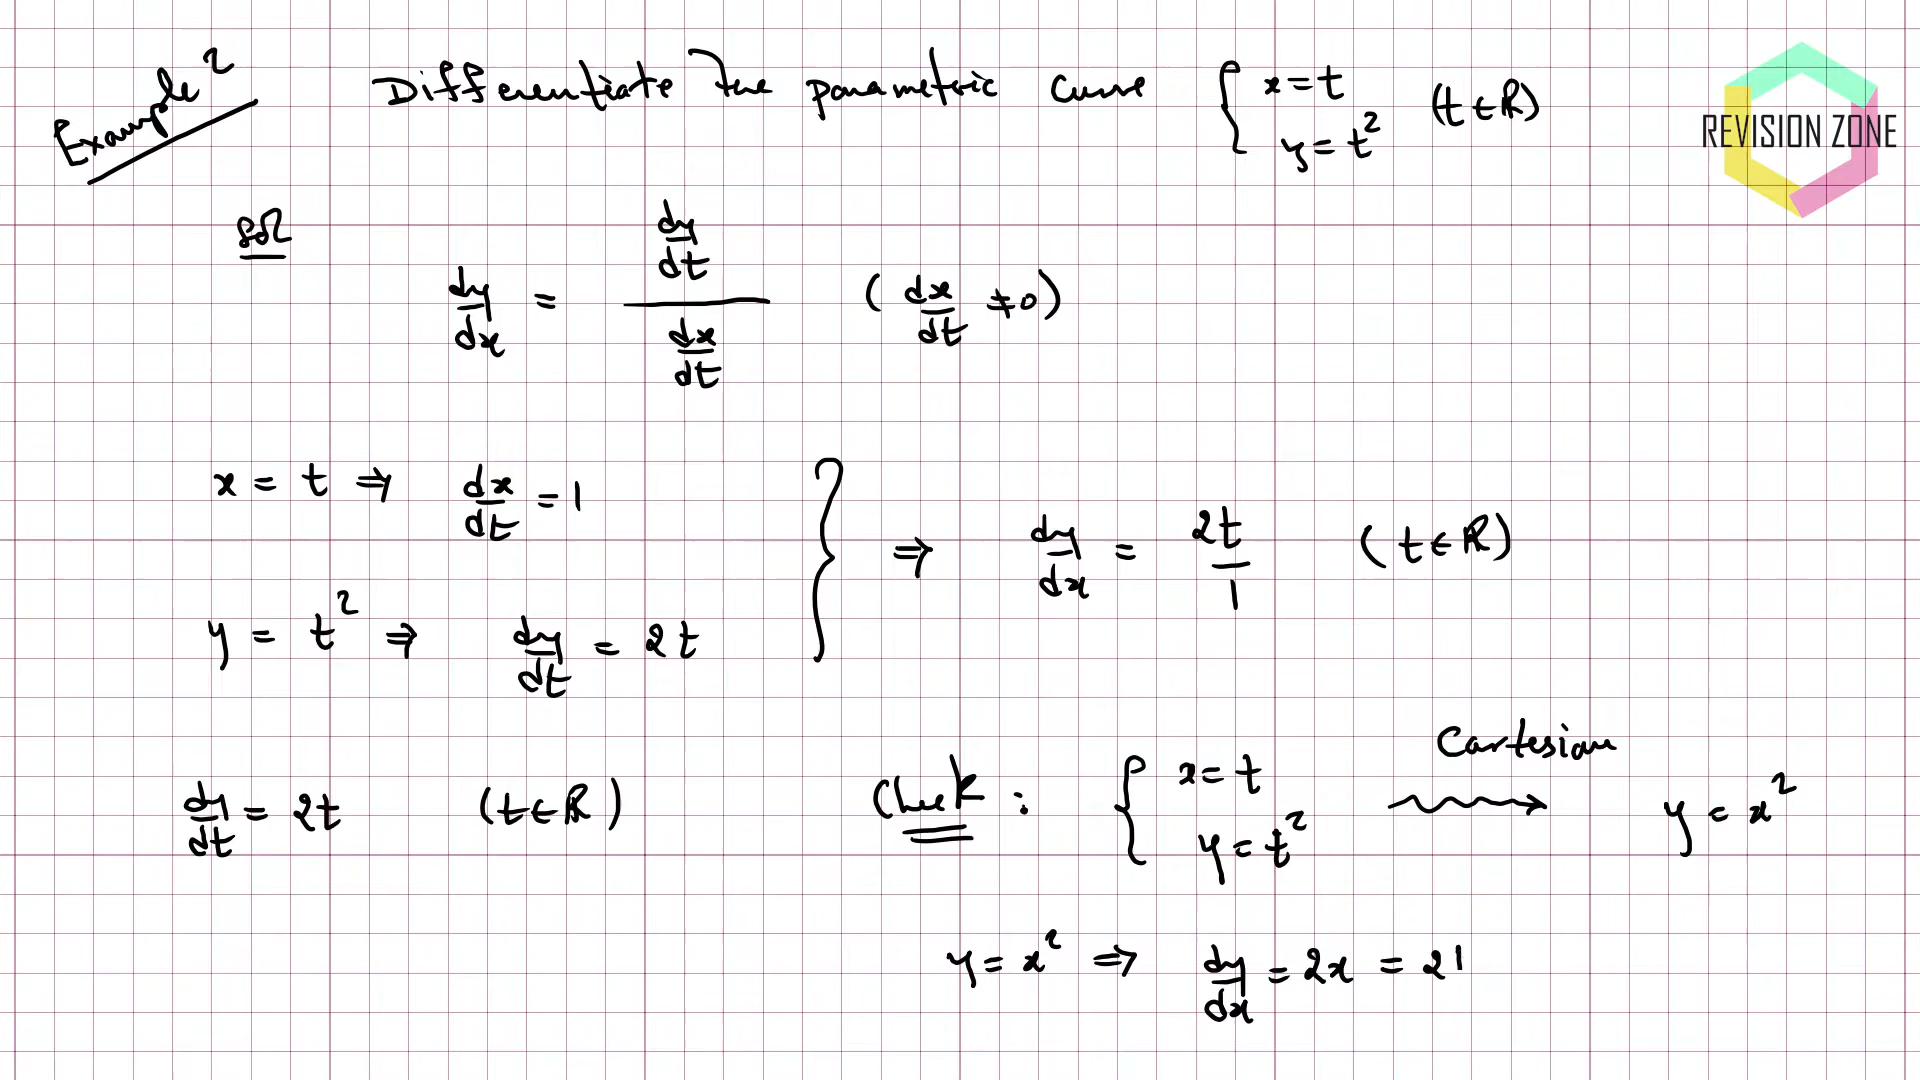 Example 2
Differentiate the parametric curve { x = t, y = t² (t ∈ ℝ)
REVISION ZONE
sol
dy/dx = (dy/dt)/(dx/dt) (dx/dt ≠ 0)
x = t ⇒ dx/dt = 1
y = t² ⇒ dy/dt = 2t
} ⇒ dy/dx = 2t/1 (t ∈ ℝ)
dy/dt = 2t (t ∈ ℝ)
Check : { x = t, y = t² Cartesian ⟿ y = x²
y = x² ⇒ dy/dx = 2x = 2